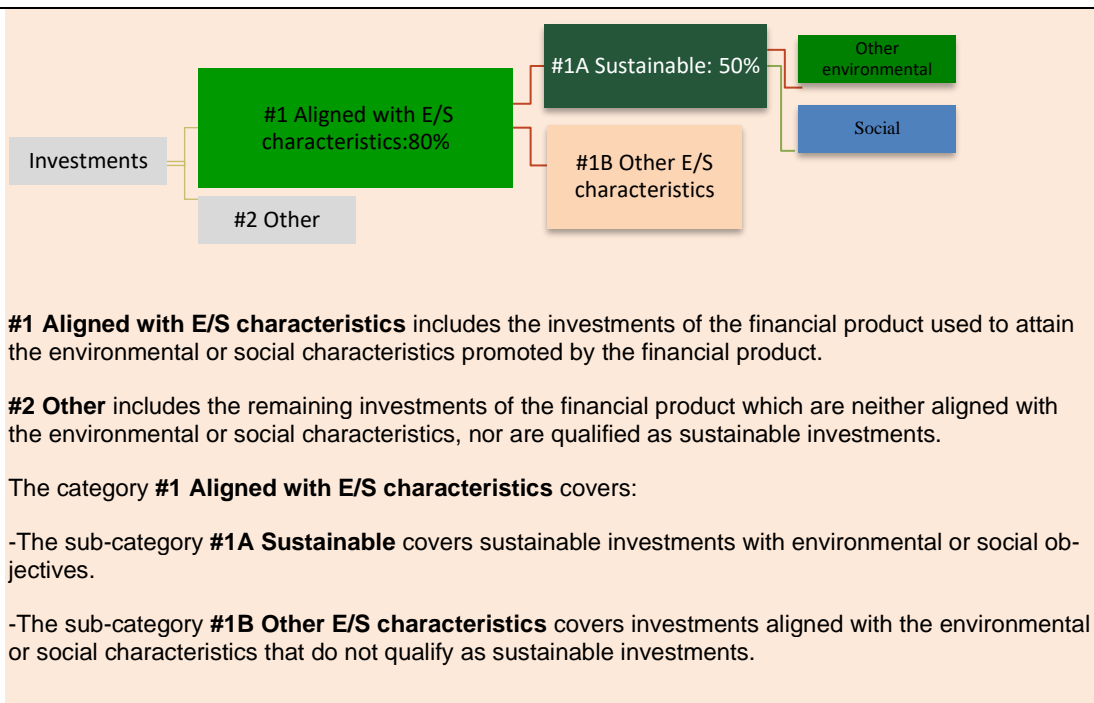 Investments
#1 Aligned with E/S
characteristics:80%
#2 Other
#1A Sustainable: 50%
#1B Other E/S
characteristics
Other
environmental
Social
#1 Aligned with E/S characteristics includes the investments of the financial product used to attain
the environmental or social characteristics promoted by the financial product.
#2 Other includes the remaining investments of the financial product which are neither aligned with
the environmental or social characteristics, nor are qualified as sustainable investments.
The category #1 Aligned with E/S characteristics covers:
-The sub-category #1A Sustainable covers sustainable investments with environmental or social ob-
jectives.
-The sub-category #1B Other E/S characteristics covers investments aligned with the environmental
or social characteristics that do not qualify as sustainable investments.